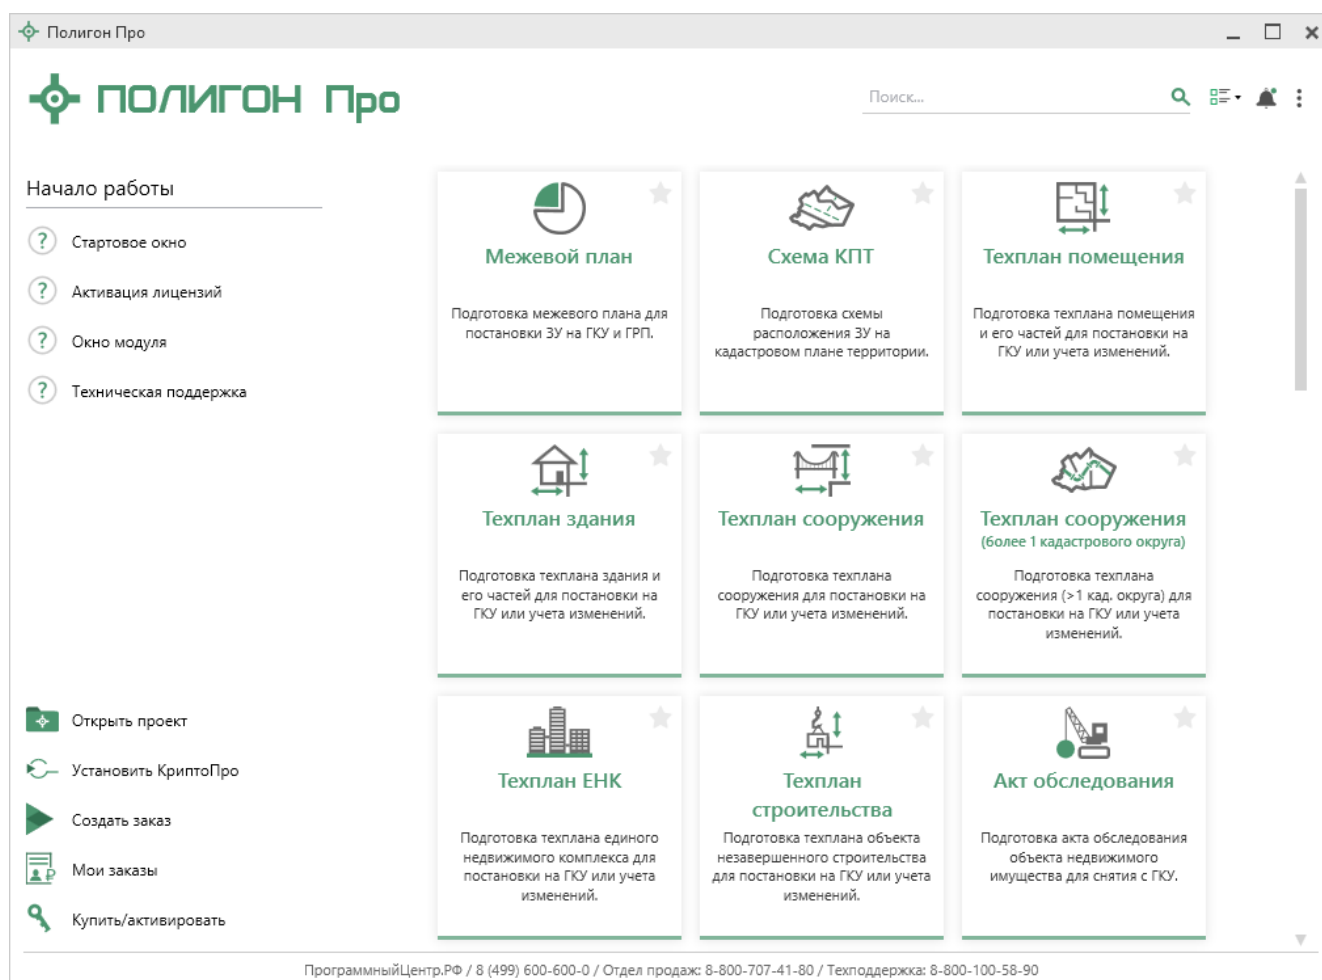 Полигон Про
ПОЛИГОН Про
Поиск...
Начало работы
? Стартовое окно
? Активация лицензий
? Окно модуля
? Техническая поддержка
Межевой план
Подготовка межевого плана для
постановки ЗУ на ГКУ и ГРП.
Схема КПТ
Подготовка схемы
расположения ЗУ на
кадастровом плане территории.
Техплан помещения
Подготовка техплана помещения
и его частей для постановки на
ГКУ или учета изменений.
Техплан здания
Подготовка техплана здания и
его частей для постановки на
ГКУ или учета изменений.
Техплан сооружения
Подготовка техплана
сооружения для постановки на
ГКУ или учета изменений.
Техплан сооружения
(более 1 кадастрового округа)
Подготовка техплана
сооружения (>1 кад. округа) для
постановки на ГКУ или учета
изменений.
Открыть проект
Установить КриптоПро
Создать заказ
Мои заказы
Купить/активировать
Техплан ЕНК
Подготовка техплана единого
недвижимого комплекса для
постановки на ГКУ или учета
изменений.
Техплан
строительства
Подготовка техплана объекта
незавершенного строительства
для постановки на ГКУ или учета
изменений.
Акт обследования
Подготовка акта обследования
объекта недвижимого
имущества для снятия с ГКУ.
ПрограммныйЦентр.РФ / 8 (499) 600-600-0 / Отдел продаж: 8-800-707-41-80 / Техподдержка: 8-800-100-58-90